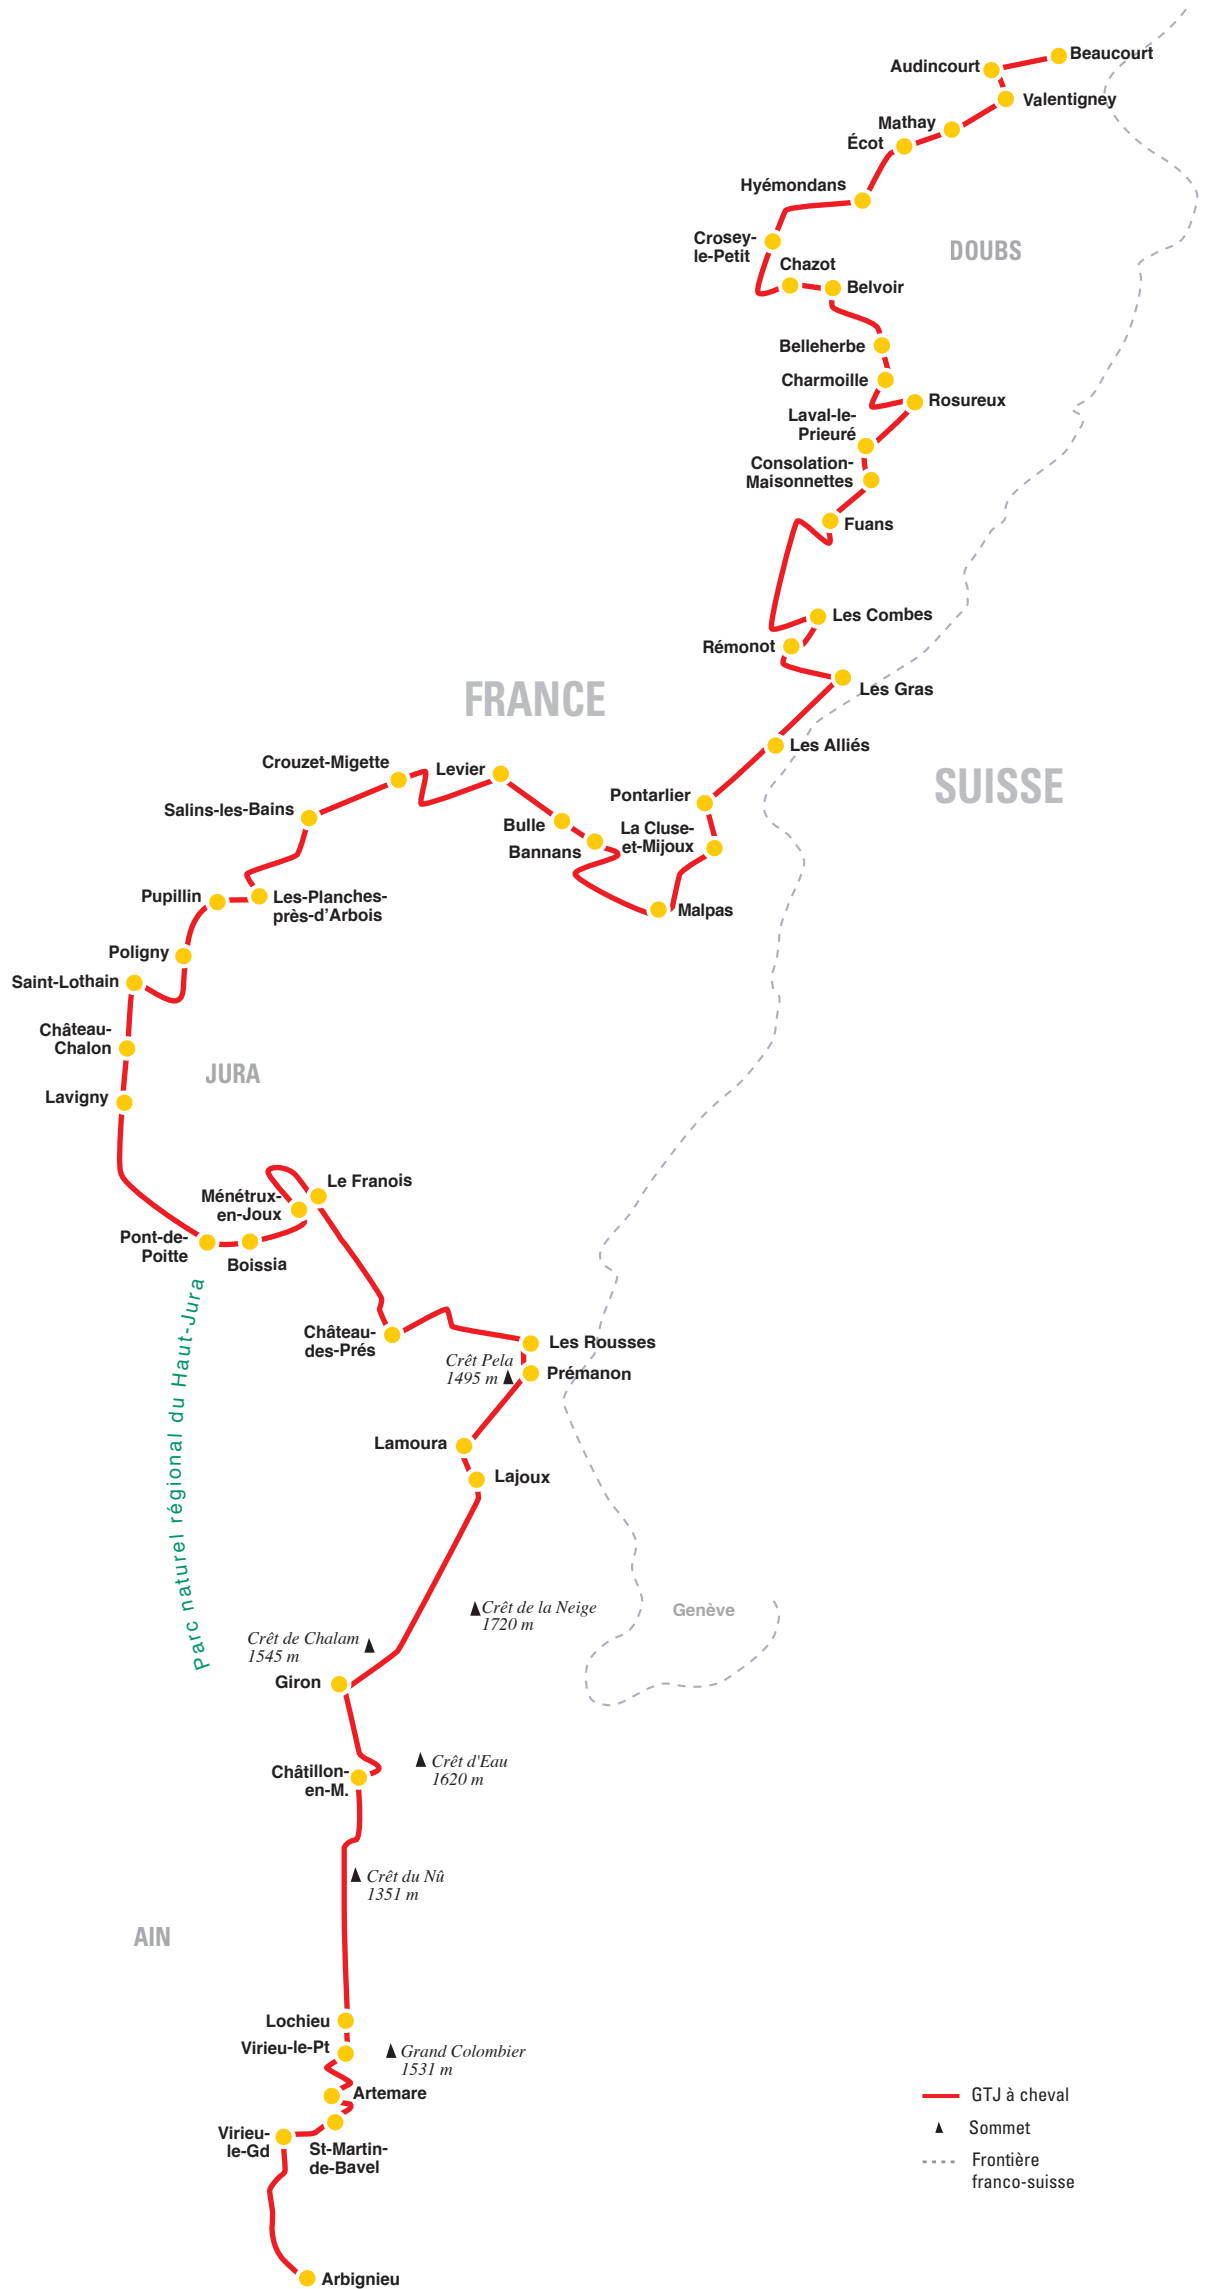 Beaucourt
Audincourt
Valentigney
Mathay
Écot
Hyémondans
Crosey-
le-Petit
DOUBS
Chazot
Belvoir
Belleherbe
Charmoille
Rosureux
Laval-le-
Prieuré
Consolation-
Maisonnettes
Fuans
Les Combes
Rémonot
Les Gras
FRANCE
Les Alliés
SUISSE
Crouzet-Migette
Levier
Pontarlier
Salins-les-Bains
Bulle
La Cluse-
et-Mijoux
Bannans
Pupillin
Les-Planches-
près-d’Arbois
Malpas
Poligny
Saint-Lothain
Château-
Chalon
JURA
Lavigny
Le Franois
Ménétrux-
en-Joux
Pont-de-
Poitte
Boissia
Parc naturel régional du Haut-Jura
Château-
des-Prés
Les Rousses
Crêt Pela
1495 m
Prémanon
Lamoura
Lajoux
Crêt de la Neige
1720 m
Genève
Crêt de Chalam
1545 m
Giron
Crêt d'Eau
1620 m
Châtillon-
en-M.
Crêt du Nû
1351 m
AIN
Lochieu
Virieu-le-Pt
Grand Colombier
1531 m
Artemare
Virieu-
le-Gd
St-Martin-
de-Bavel
Arbignieu
GTJ à cheval
Sommet
Frontière
franco-suisse